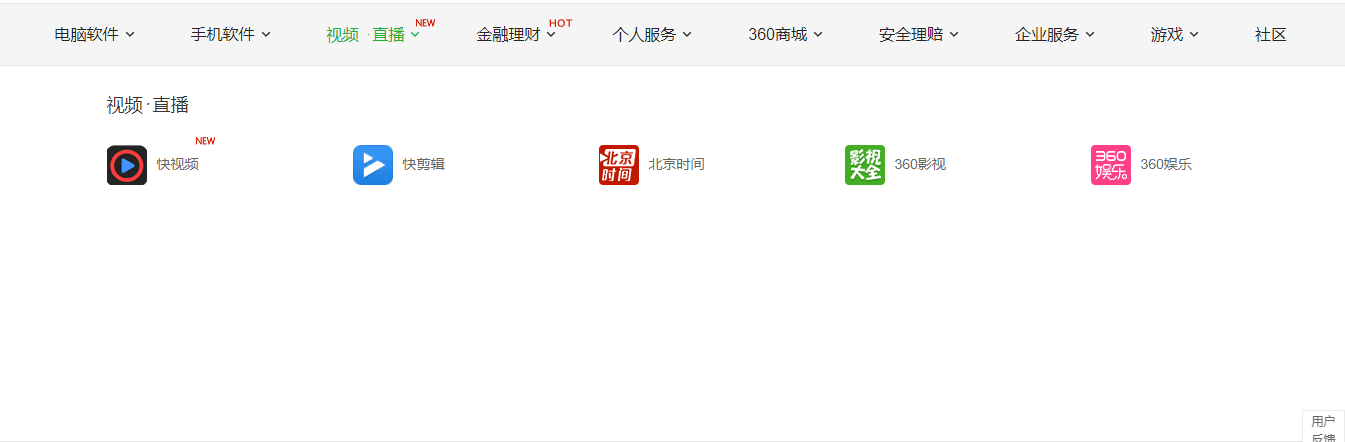 电脑软件 手机软件 视频 ·直播 NEW 金融理财 HOT 个人服务 360商城 安全理赔 企业服务 游戏 社区
视频·直播
快视频 NEW 快剪辑 北京时间 北京时间 影视大全 360影视 360娱乐 360娱乐
用户
反馈